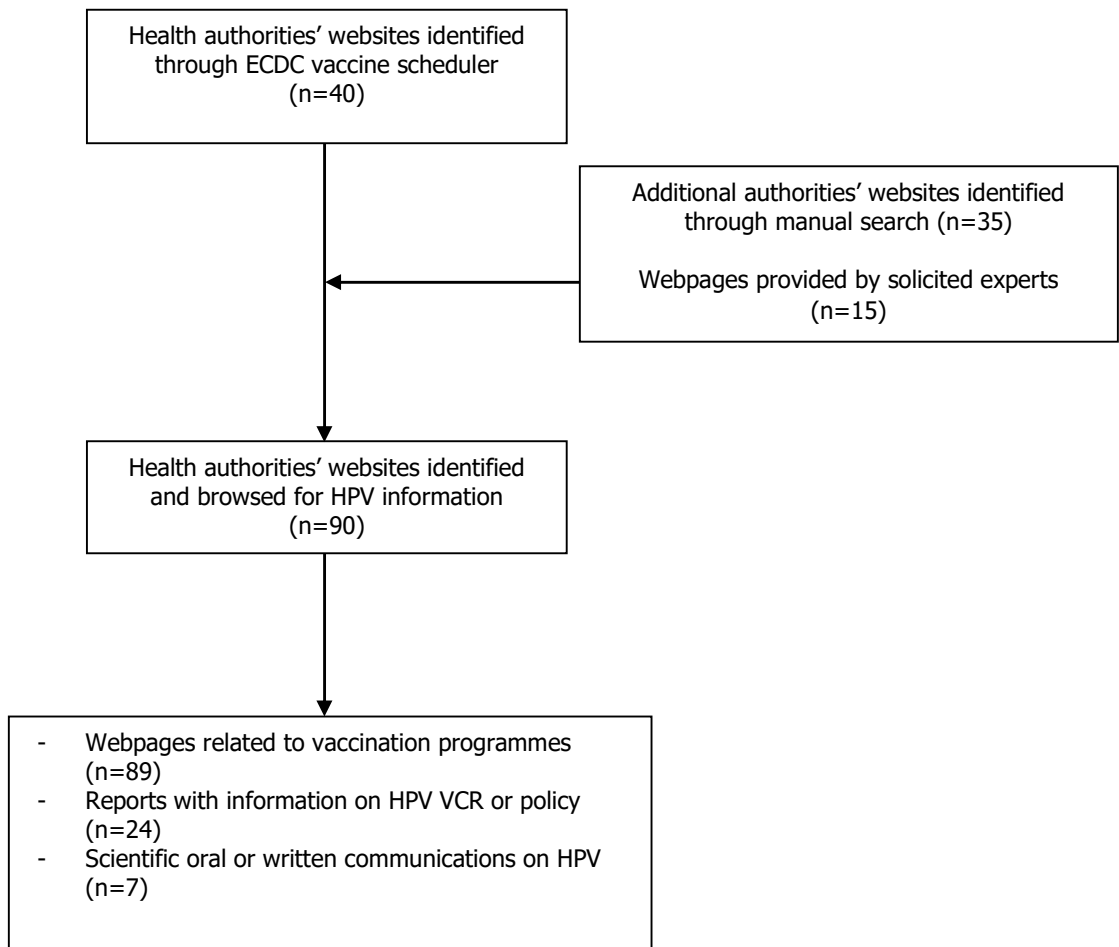 Health authorities’ websites identified
through ECDC vaccine scheduler
(n=40)
Additional authorities’ websites identified
through manual search (n=35)
Webpages provided by solicited experts
(n=15)
Health authorities’ websites identified
and browsed for HPV information
(n=90)
- Webpages related to vaccination programmes
(n=89)
- Reports with information on HPV VCR or policy
(n=24)
- Scientific oral or written communications on HPV
(n=7)